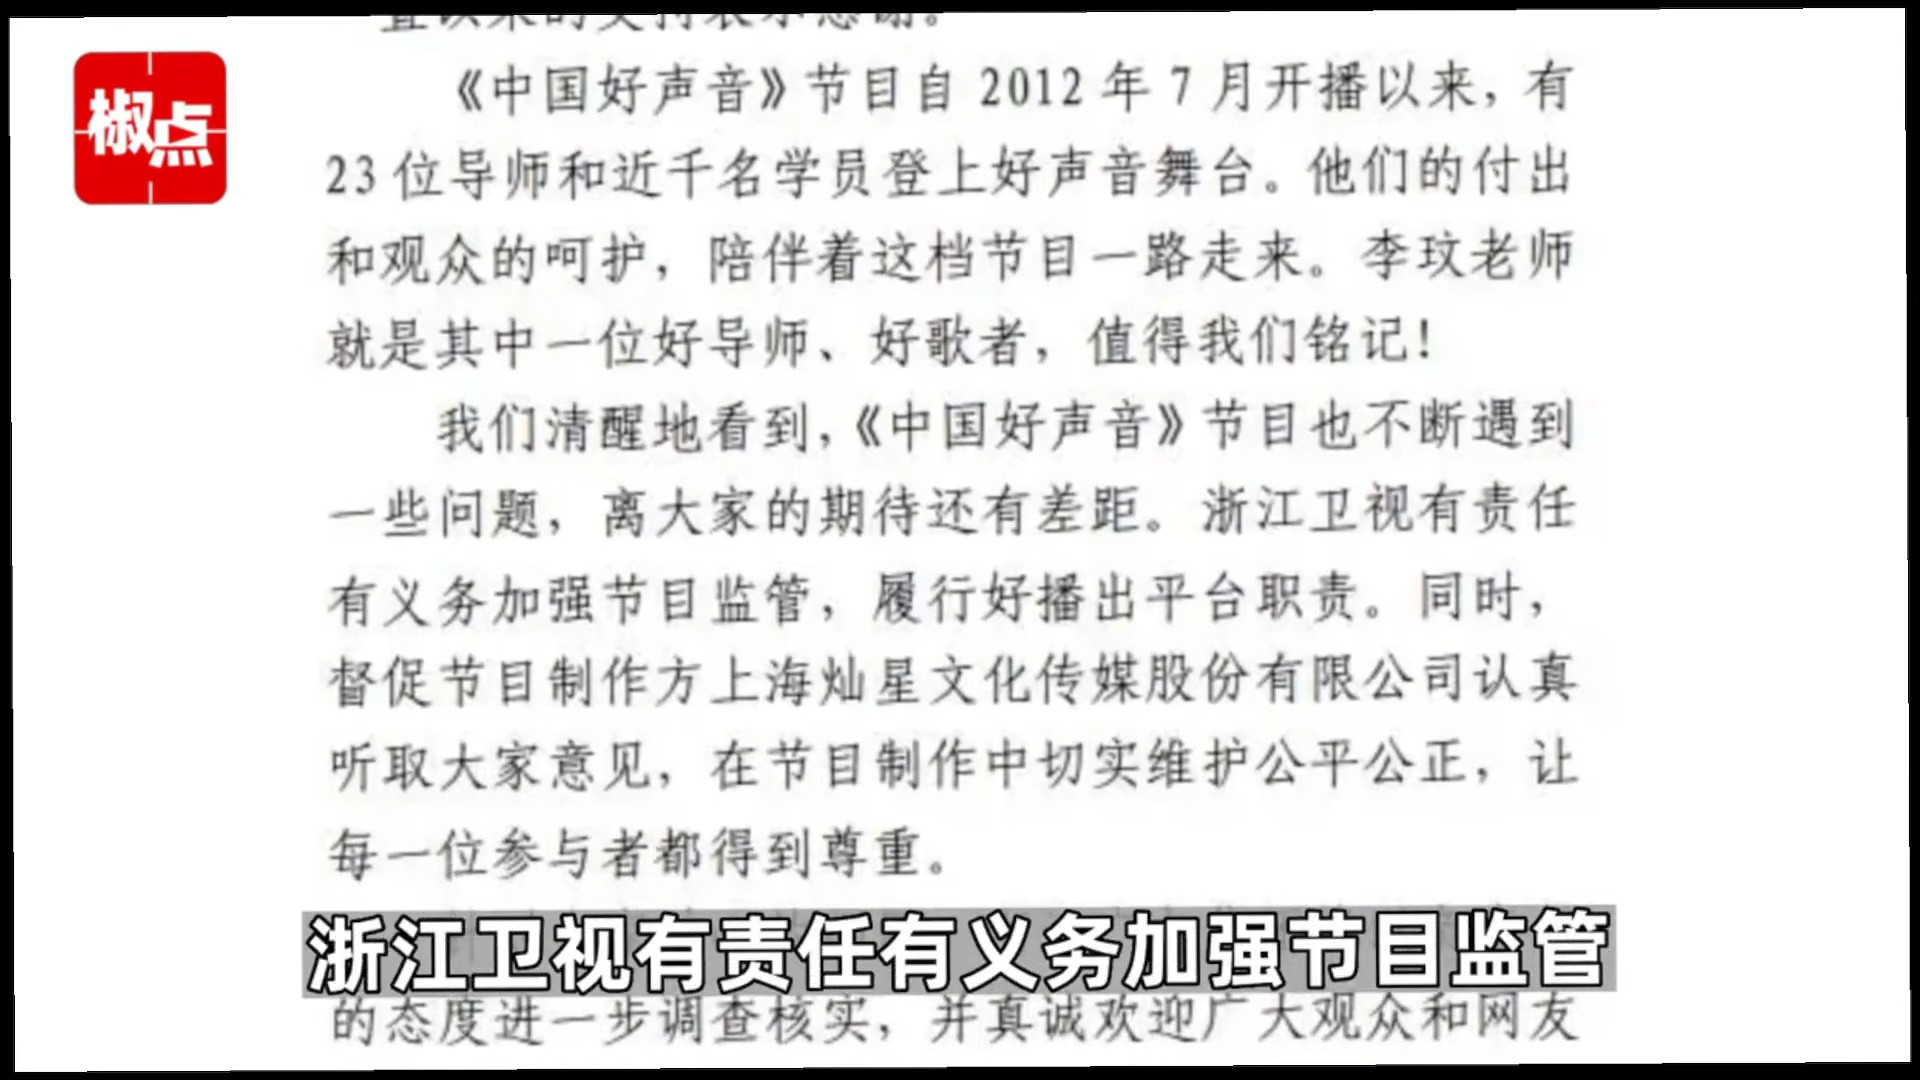 直以来的支持表示感谢。
椒点
《中国好声音》节目自 2012 年 7 月开播以来，有
23 位导师和近千名学员登上好声音舞台。他们的付出
和观众的呵护，陪伴着这档节目一路走来。李玟老师
就是其中一位好导师、好歌者，值得我们铭记！
我们清醒地看到，《中国好声音》节目也不断遇到
一些问题，离大家的期待还有差距。浙江卫视有责任
有义务加强节目监管，履行好播出平台职责。同时，
督促节目制作方上海灿星文化传媒股份有限公司认真
听取大家意见，在节目制作中切实维护公平公正，让
每一位参与者都得到尊重。
浙江卫视有责任有义务加强节目监管
的态度进一步调查核实，并真诚欢迎广大观众和网友